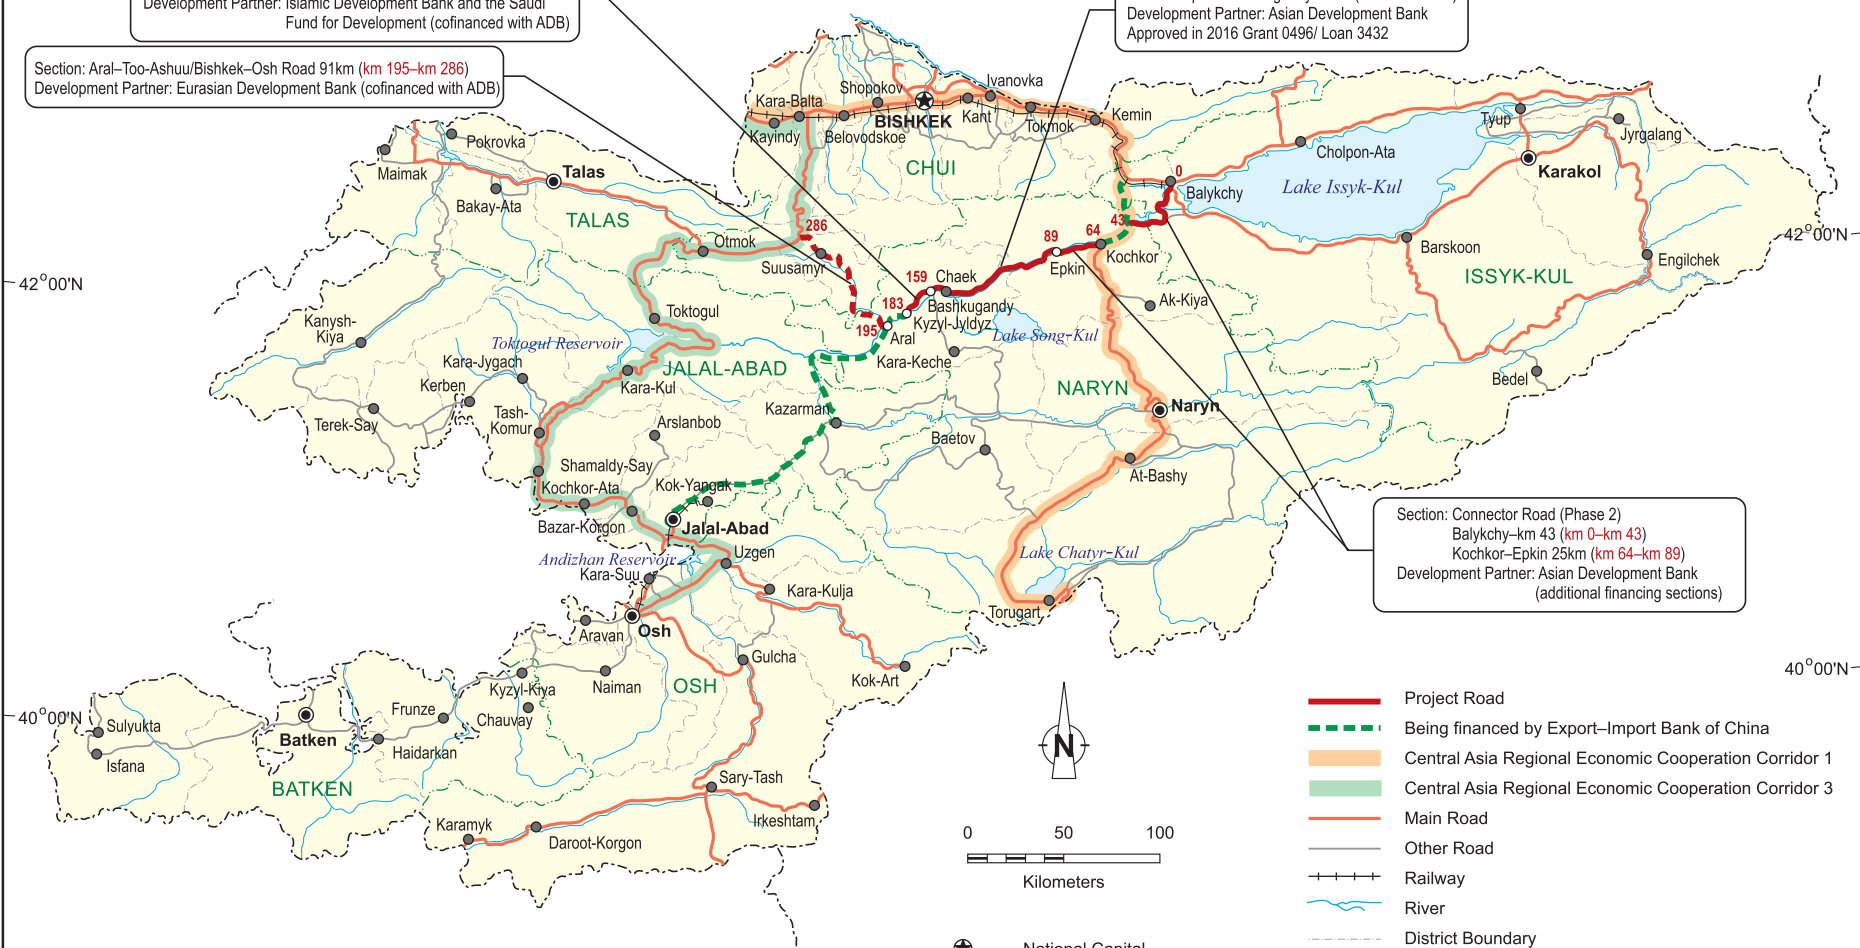 Development Partner: Islamic Development Bank and the Saudi
Fund for Development (cofinanced with ADB)
Development Partner: Asian Development Bank
Approved in 2016 Grant 0496/ Loan 3432
Section: Aral–Too-Ashuu/Bishkek–Osh Road 91km (km 195–km 286)
Development Partner: Eurasian Development Bank (cofinanced with ADB)
Ivanovka
Shopokov
Kara-Balta
BISHKEK
Kant
Tokmok
Kemin
Kayindy
Belovodskoe
CHUI
Tyup
Jyrgalang
Cholpon-Ata
Karakol
Pokrovka
Maimak
Talas
Bakay-Ata
TALAS
0
Balykchy
Lake Issyk-Kul
43
64
89
286
Otmok
Suusamyr
Epkin
Kochkor
Barskoon
Engilchek
ISSYK-KUL
42°00'N
42°00'N
159
Chaek
183
Bashkugandy
Kyzyl-Jyldyz
195
Aral
Ak-Kiya
Lake Song-Kul
Kara-Keche
Toktogul
Toktogul Reservoir
Kanysh-
Kiya
Kara-Jygach
Kerben
JALAL-ABAD
Kara-Kul
NARYN
Bedel
Terek-Say
Tash-
Komur
Arslanbob
Kazarman
Naryn
Baetov
At-Bashy
Shamaldy-Say
Kochkor-Ata
Kok-Yangak
Bazar-Korgon
Jalal-Abad
Section: Connector Road (Phase 2)
Balykchy–km 43 (km 0–km 43)
Kochkor–Epkin 25km (km 64–km 89)
Development Partner: Asian Development Bank
(additional financing sections)
Andizhan Reservoir
Uzgen
Kara-Suu
Kara-Kulja
Lake Chatyr-Kul
Torugart
Aravan
Osh
Gulcha
Kok-Art
Kyzyl-Kiya
Naiman
OSH
Chauvay
Frunze
Haidarkan
Sulyukta
Isfana
Batken
BATKEN
40°00'N
40°00'N
Sary-Tash
Irkeshtam
Karamyk
Daroot-Korgon
N
0 50 100
Kilometers
National Capital
Project Road
Being financed by Export–Import Bank of China
Central Asia Regional Economic Cooperation Corridor 1
Central Asia Regional Economic Cooperation Corridor 3
Main Road
Other Road
Railway
River
District Boundary